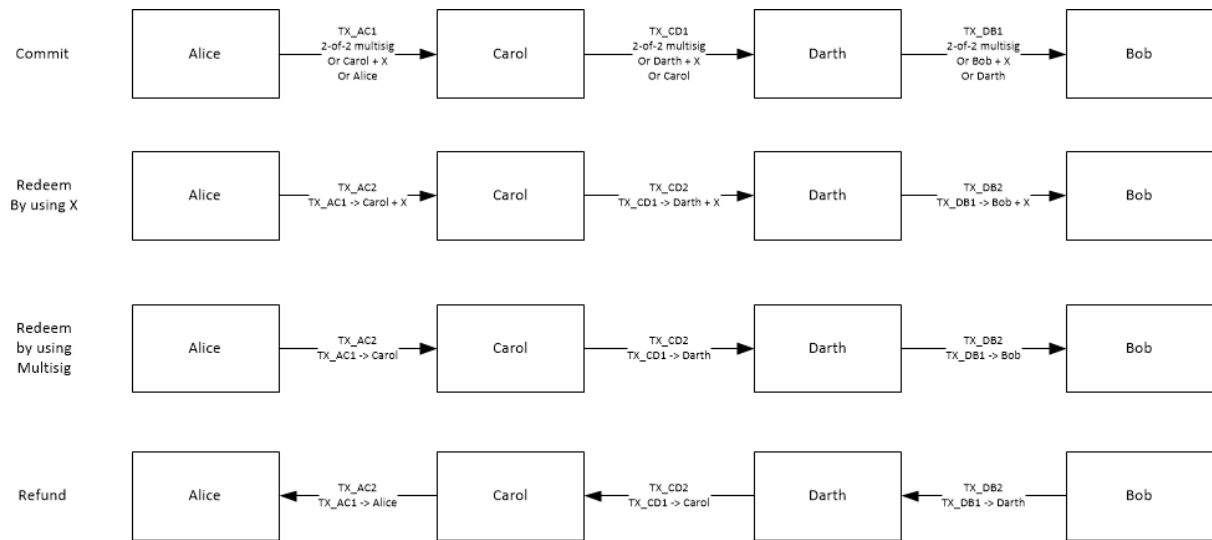 Commit
Alice
TX_AC1
2-of-2 multisig
Or Carol + X
Or Alice
Carol
TX_CD1
2-of-2 multisig
Or Darth + X
Or Carol
Darth
TX_DB1
2-of-2 multisig
Or Bob + X
Or Darth
Bob
Redeem
By using X
Alice
TX_AC2
TX_AC1 -> Carol + X
Carol
TX_CD2
TX_CD1 -> Darth + X
Darth
TX_DB2
TX_DB1 -> Bob + X
Bob
Redeem
by using
Multisig
Alice
TX_AC2
TX_AC1 -> Carol
Carol
TX_CD2
TX_CD1 -> Darth
Darth
TX_DB2
TX_DB1 -> Bob
Bob
Refund
Alice
TX_AC2
TX_AC1 -> Alice
Carol
TX_CD2
TX_CD1 -> Carol
Darth
TX_DB2
TX_DB1 -> Darth
Bob